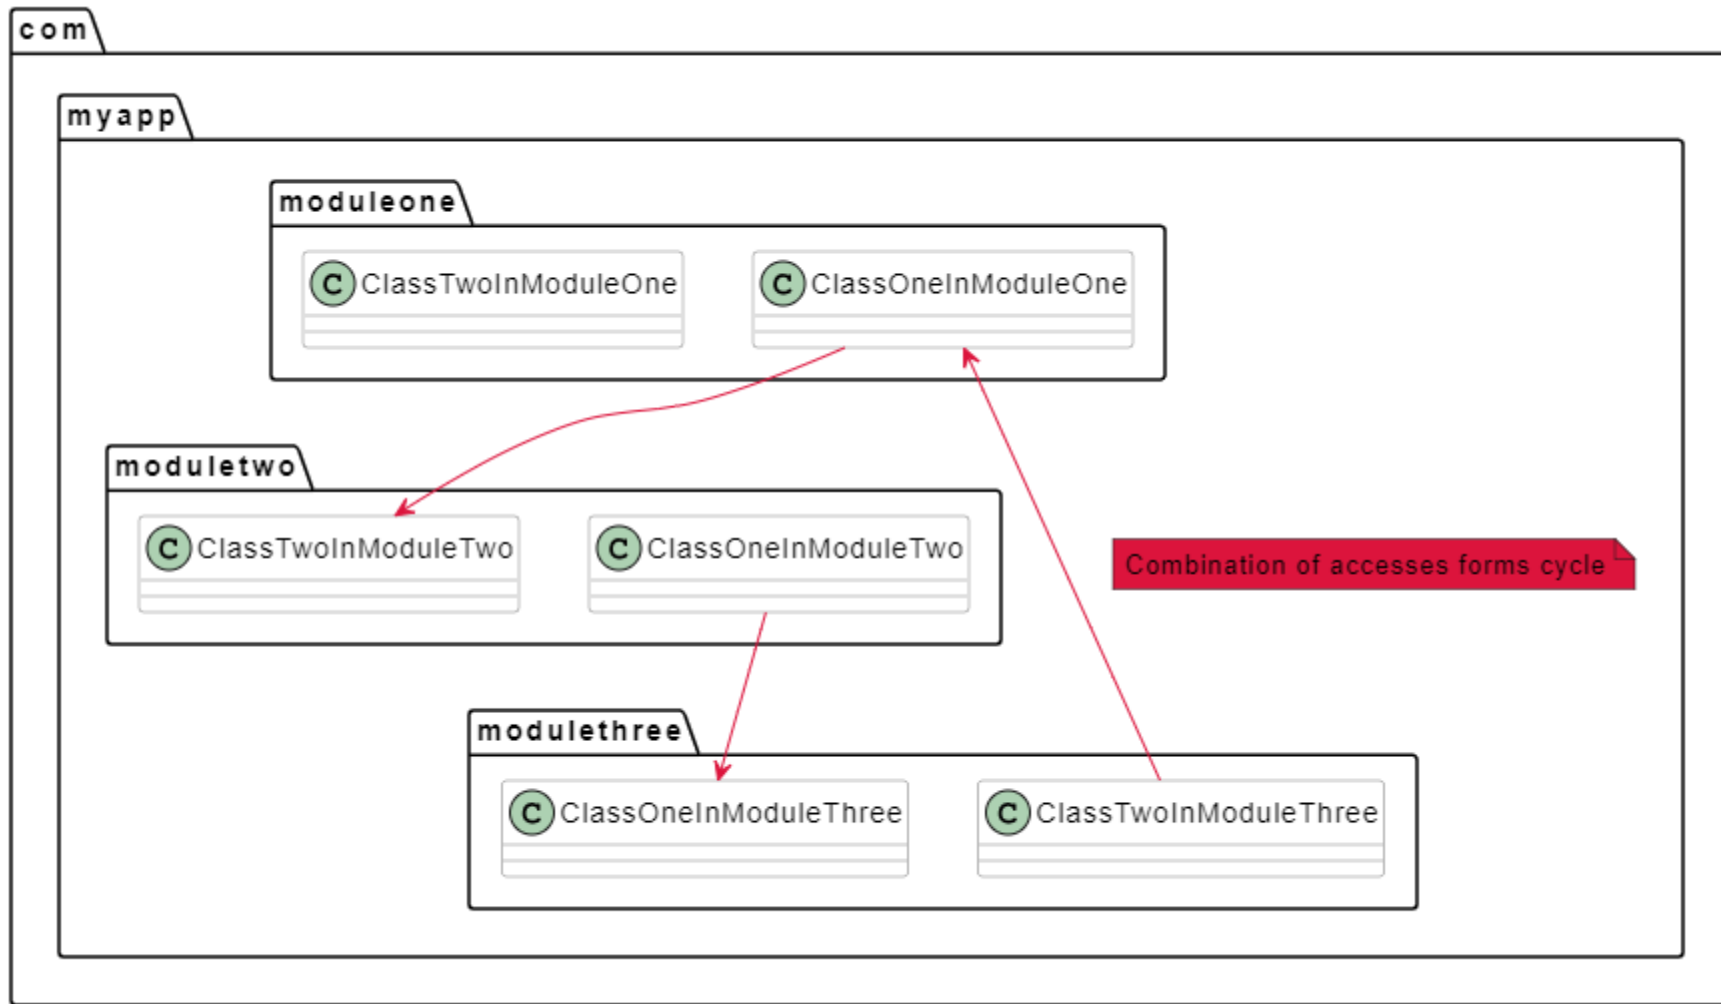 com
myapp
moduleone
C ClassTwoInModuleOne
C ClassOneInModuleOne
moduletwo
C ClassTwoInModuleTwo
C ClassOneInModuleTwo
Combination of accesses forms cycle
modulethree
C ClassOneInModuleThree
C ClassTwoInModuleThree